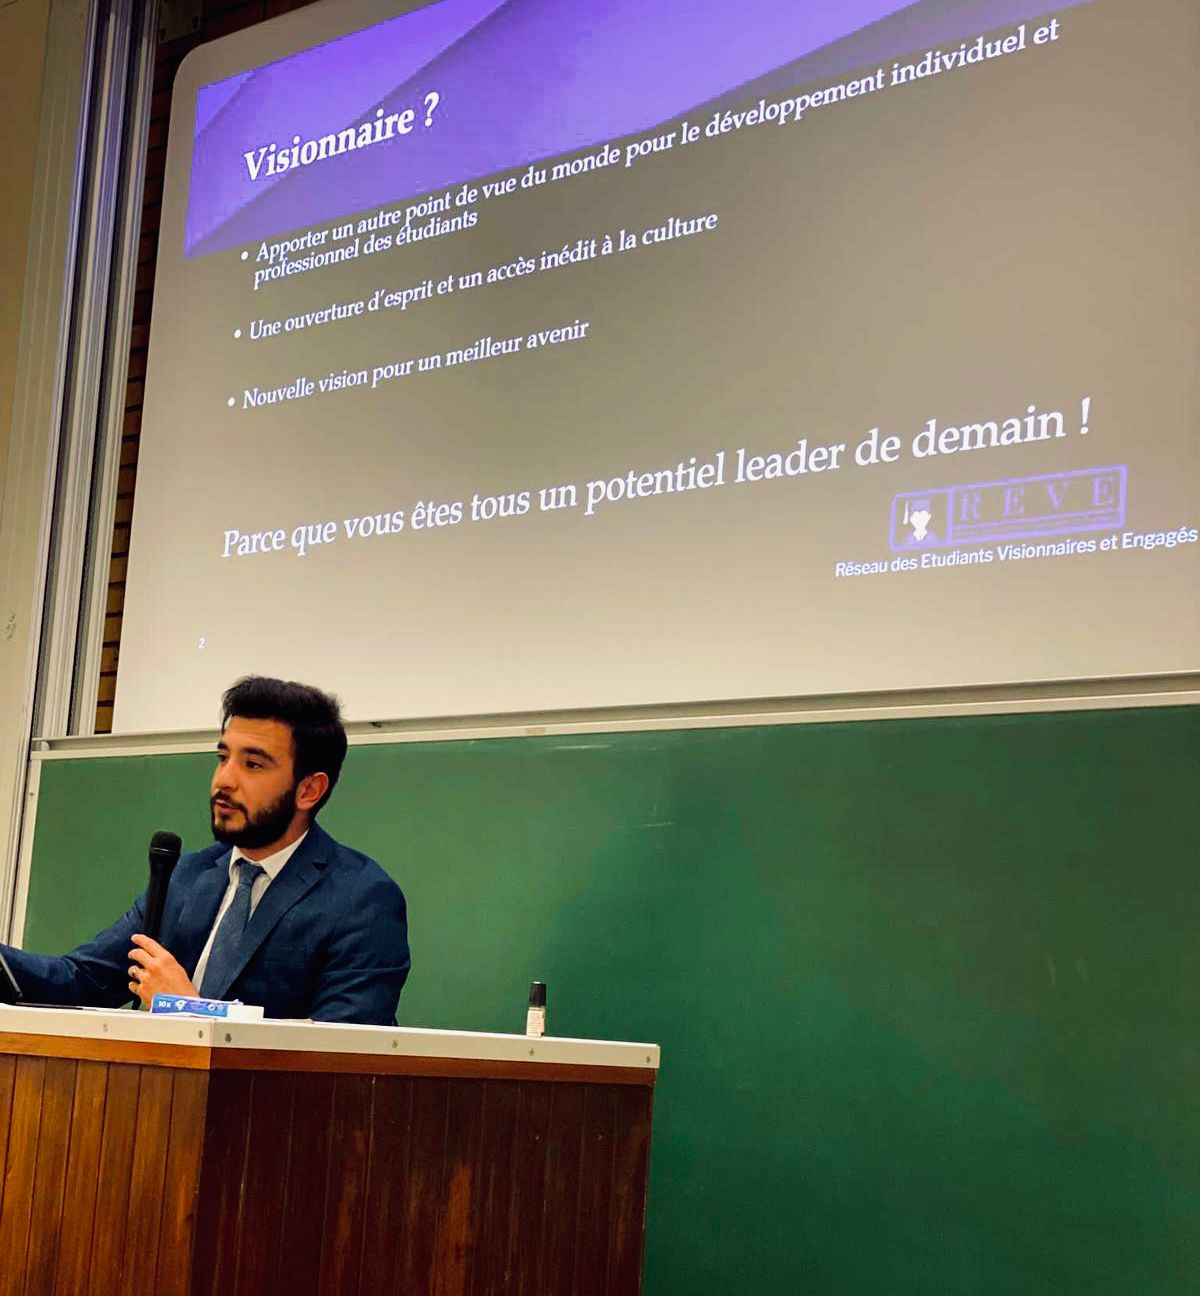 Visionnaire ?
• Apporter un autre point de vue du monde pour le développement individuel et
professionnel des étudiants
• Une ouverture d'esprit et un accès inédit à la culture
• Nouvelle vision pour un meilleur avenir
Parce que vous êtes tous un potentiel leader de demain !
R E V E
Réseau des Etudiants Visionnaires et Engagés
2
10x